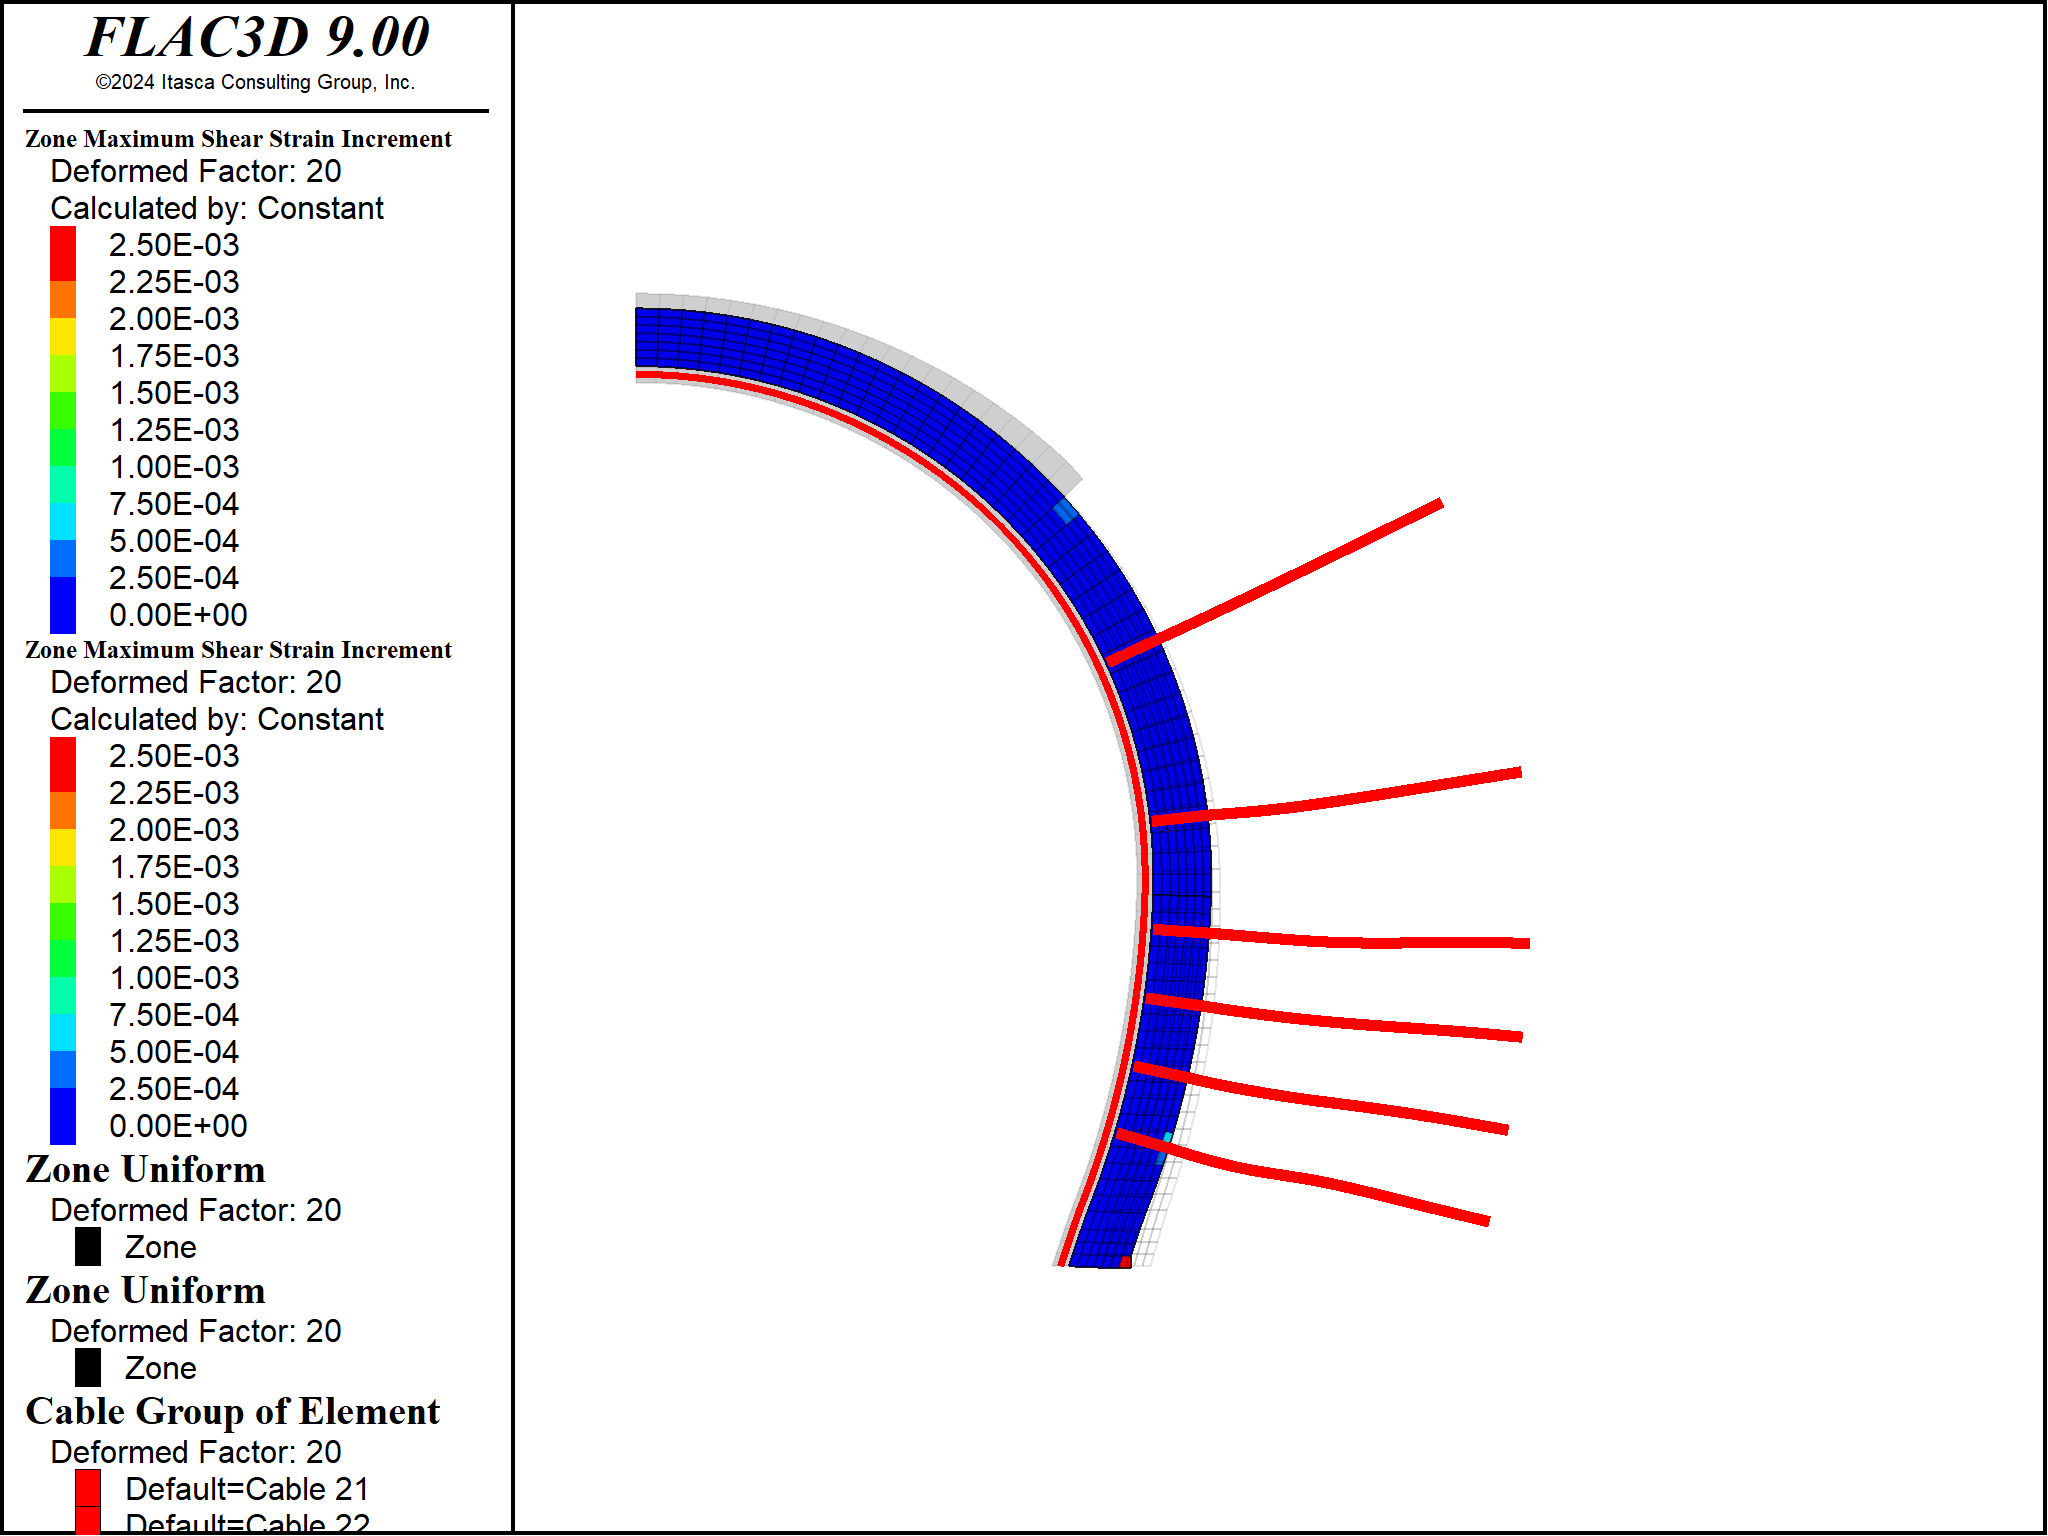 FLAC3D 9.00
©2024 Itasca Consulting Group, Inc.
Zone Maximum Shear Strain Increment
Deformed Factor: 20
Calculated by: Constant
2.50E-03
2.25E-03
2.00E-03
1.75E-03
1.50E-03
1.25E-03
1.00E-03
7.50E-04
5.00E-04
2.50E-04
0.00E+00
Zone Maximum Shear Strain Increment
Deformed Factor: 20
Calculated by: Constant
2.50E-03
2.25E-03
2.00E-03
1.75E-03
1.50E-03
1.25E-03
1.00E-03
7.50E-04
5.00E-04
2.50E-04
0.00E+00
Zone Uniform
Deformed Factor: 20
Zone
Zone Uniform
Deformed Factor: 20
Zone
Cable Group of Element
Deformed Factor: 20
Default=Cable 21
Default=Cable 22